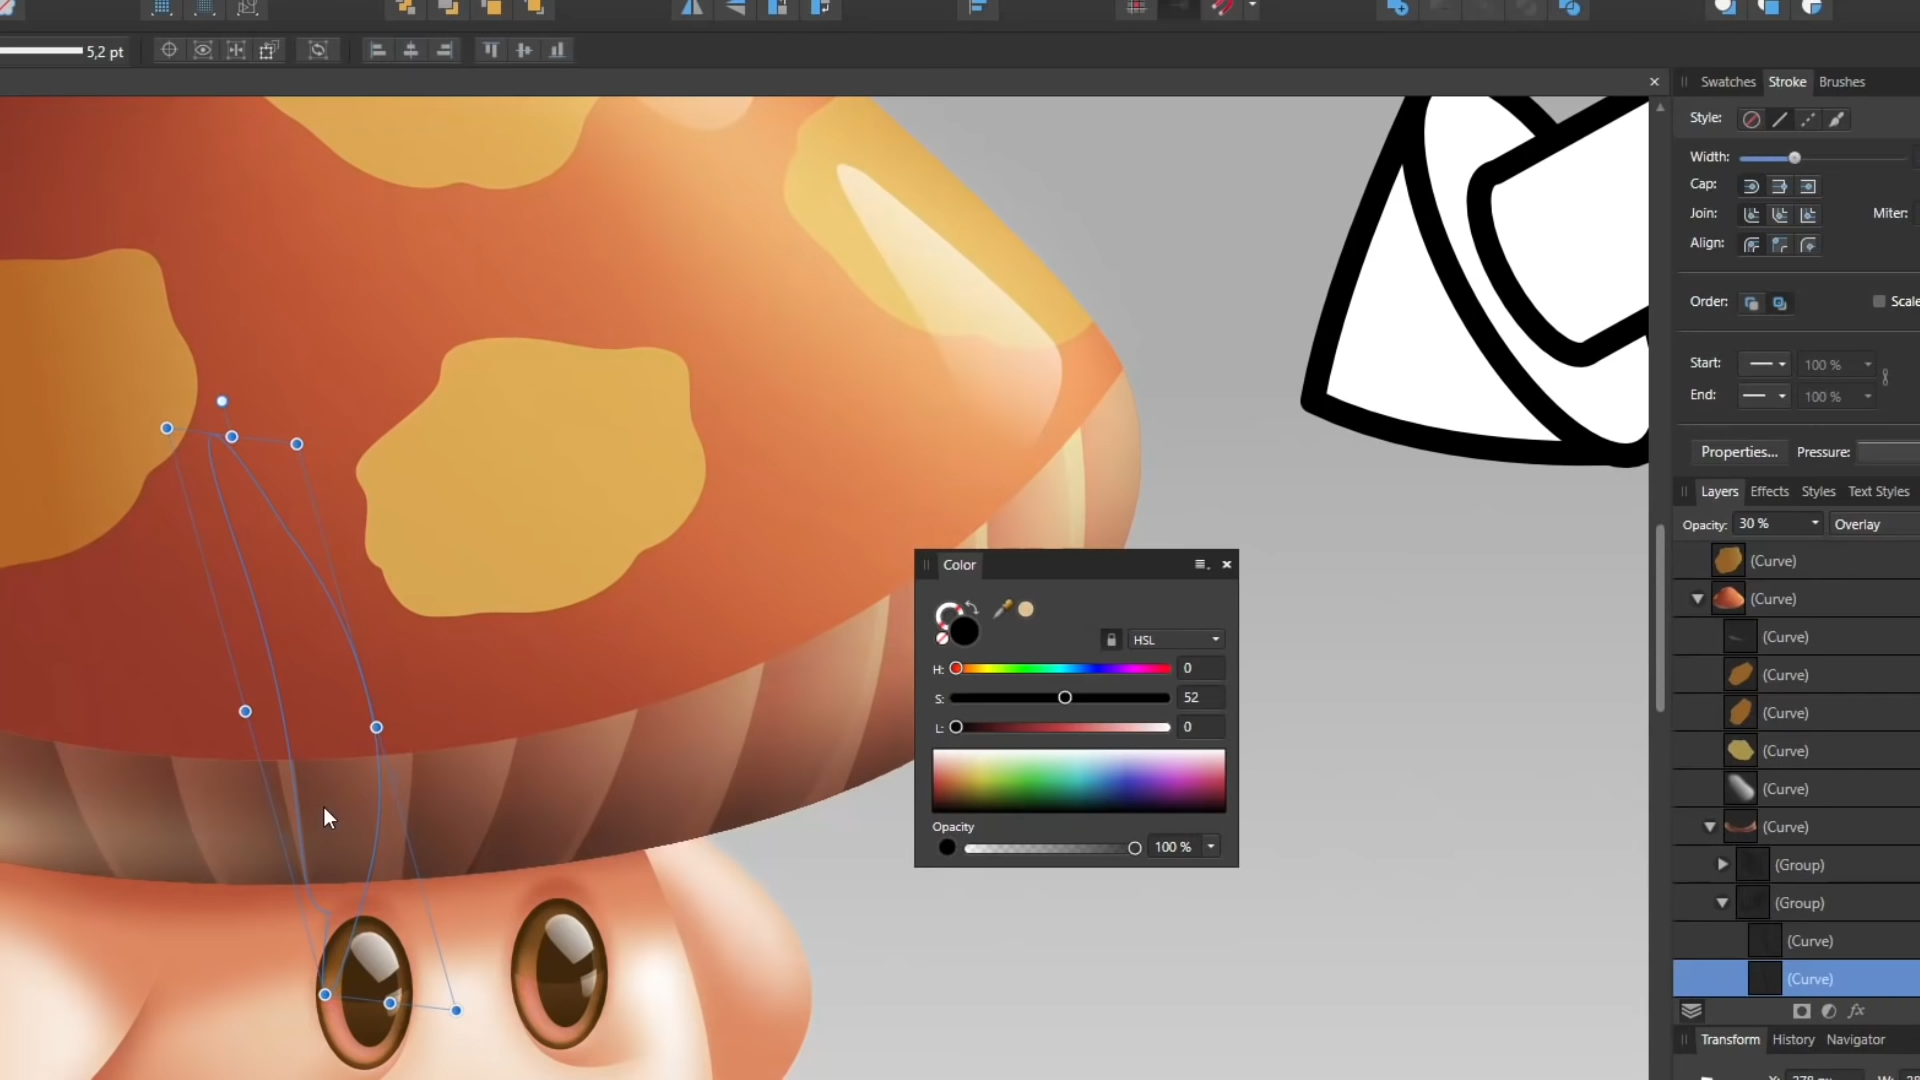 5,2 pt
Swatches Stroke Brushes
Style:
Width:
Cap:
Join: Miter:
Align:
Order: Scale
Start: 100 %
End: 100 %
Properties... Pressure:
Layers Effects Styles Text Styles
Opacity: 30 % Overlay
(Curve)
(Curve)
(Curve)
(Curve)
(Curve)
(Curve)
(Curve)
(Curve)
(Group)
(Group)
(Curve)
(Curve)
fx
Transform History Navigator
Color
HSL
H: 0
S: 52
L: 0
Opacity
100 %